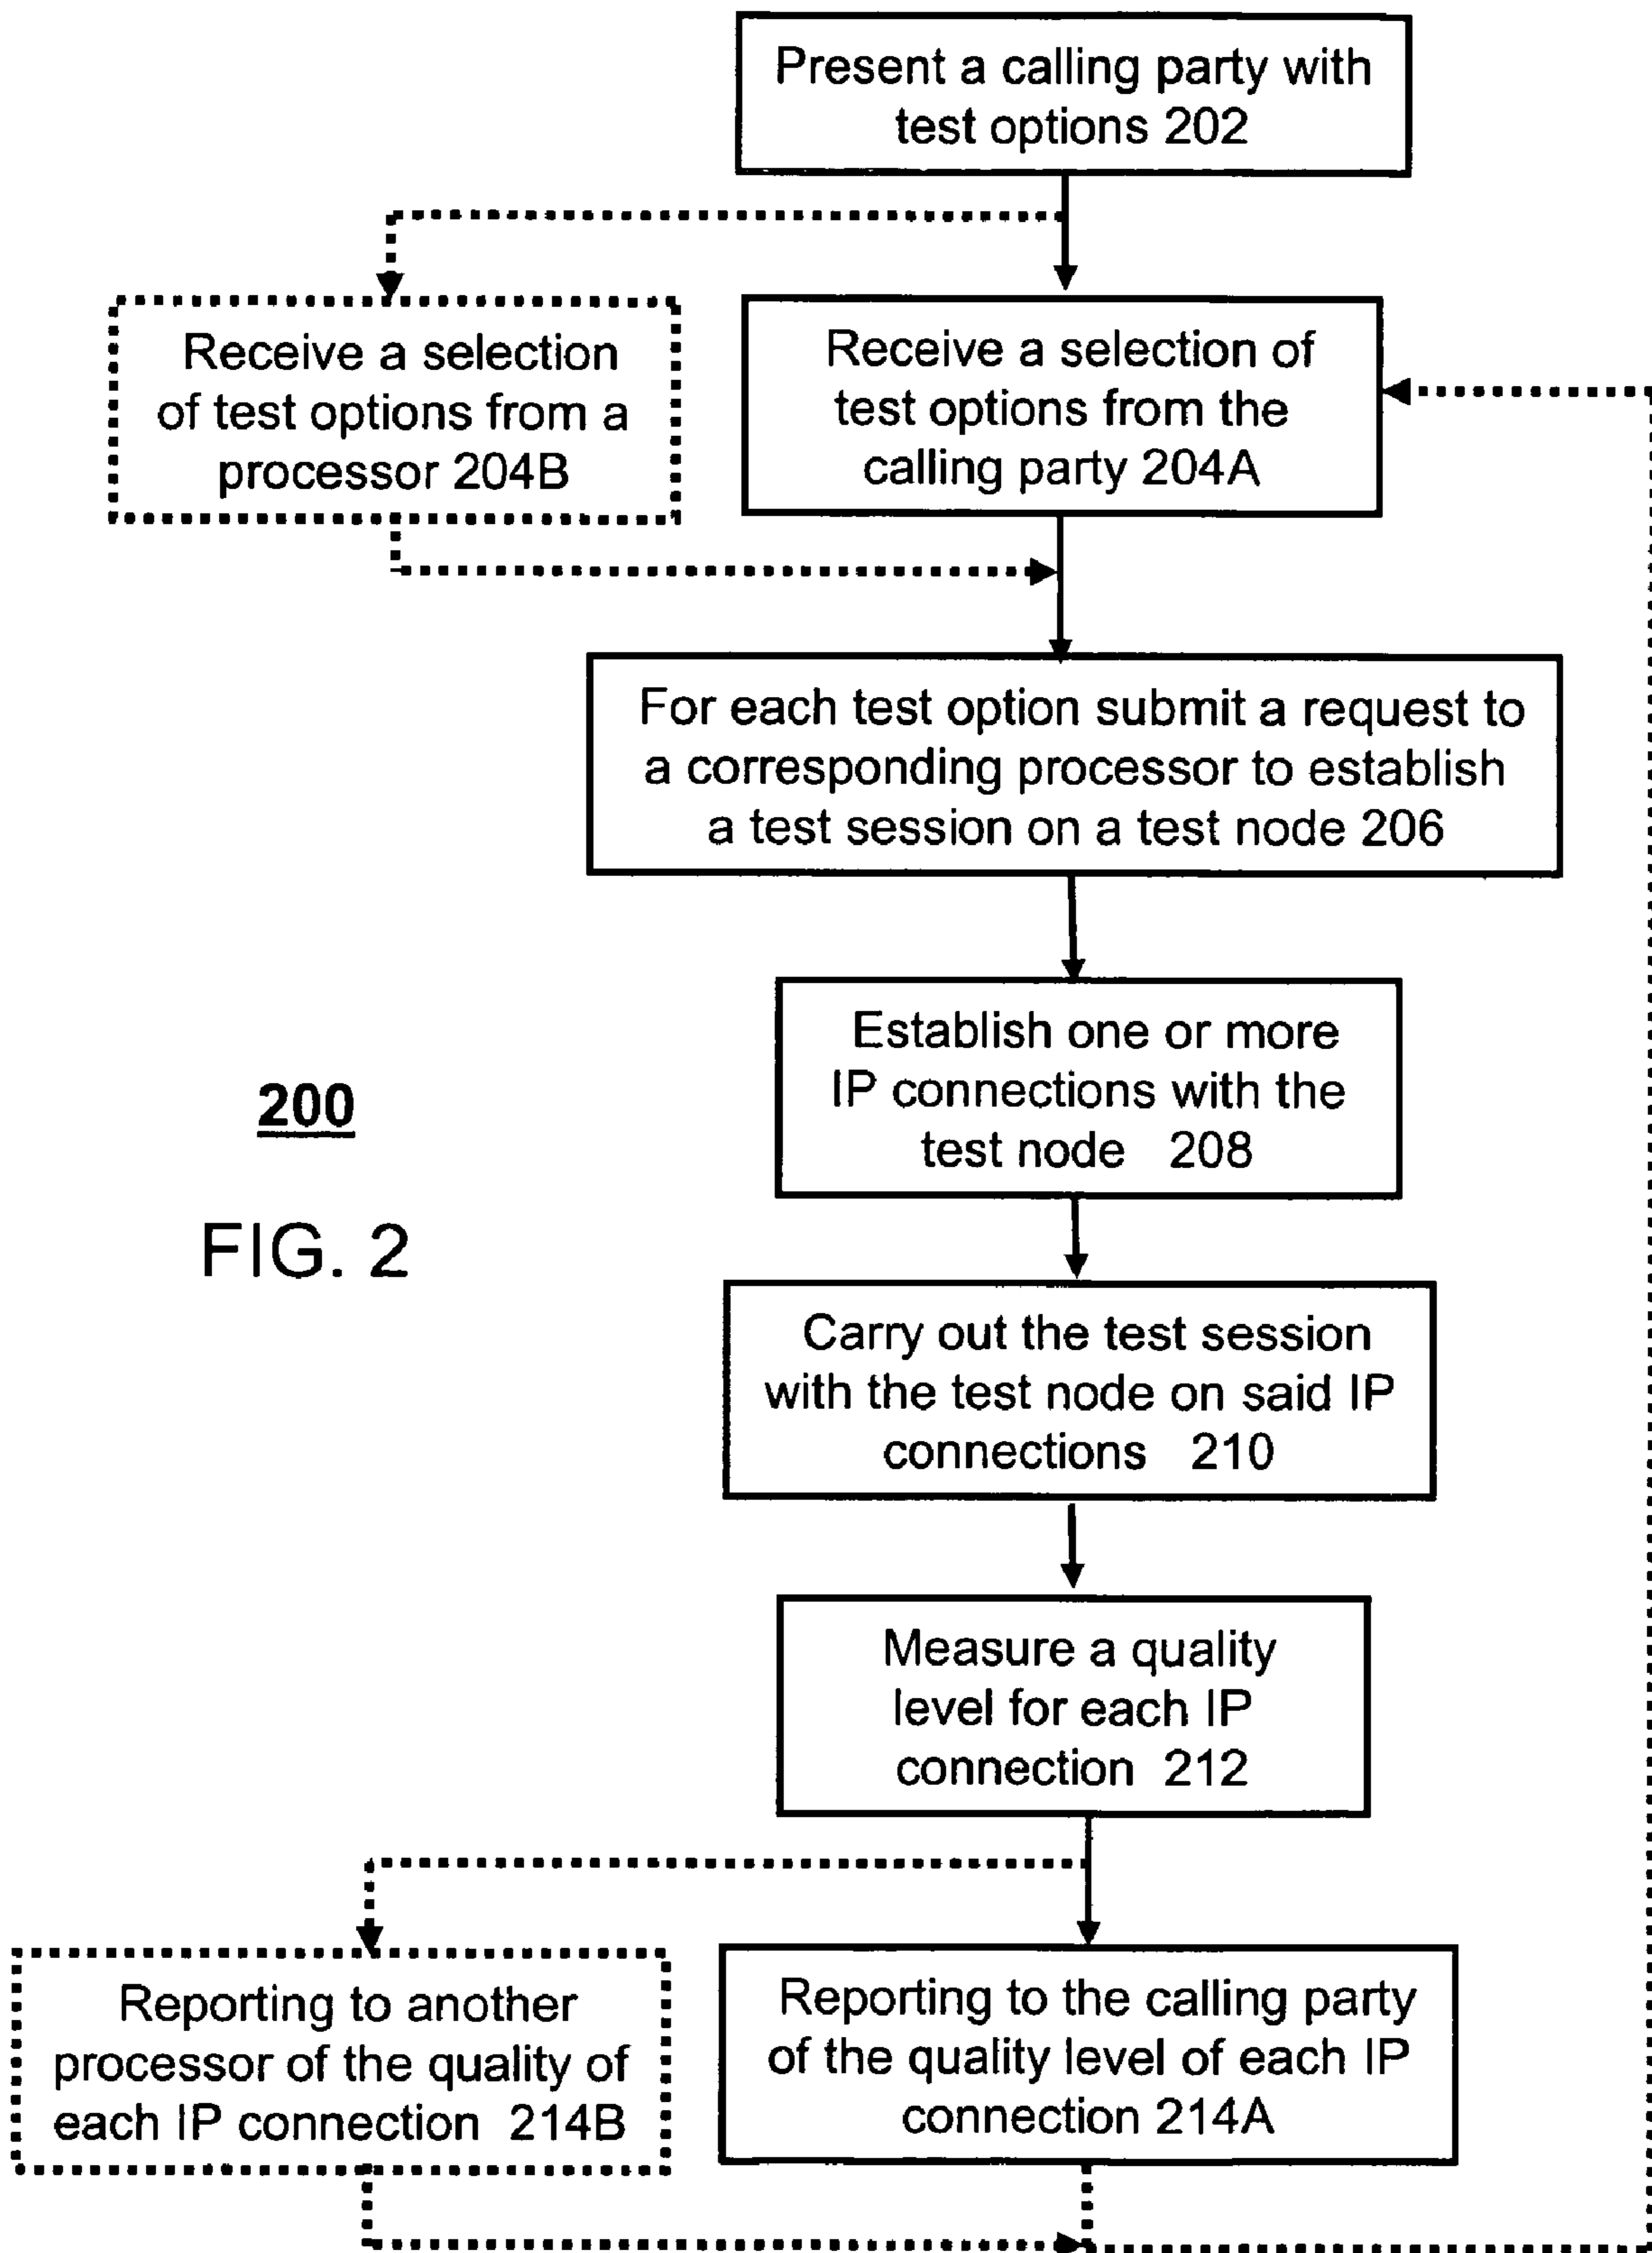 Present a calling party with
test options 202
Receive a selection
of test options from a
processor 204B
Receive a selection of
test options from the
calling party 204A
For each test option submit a request to
a corresponding processor to establish
a test session on a test node 206
Establish one or more
IP connections with the
test node 208
200
FIG. 2
Carry out the test session
with the test node on said IP
connections 210
Measure a quality
level for each IP
connection 212
Reporting to another
processor of the quality of
each IP connection 214B
Reporting to the calling party
of the quality level of each IP
connection 214A